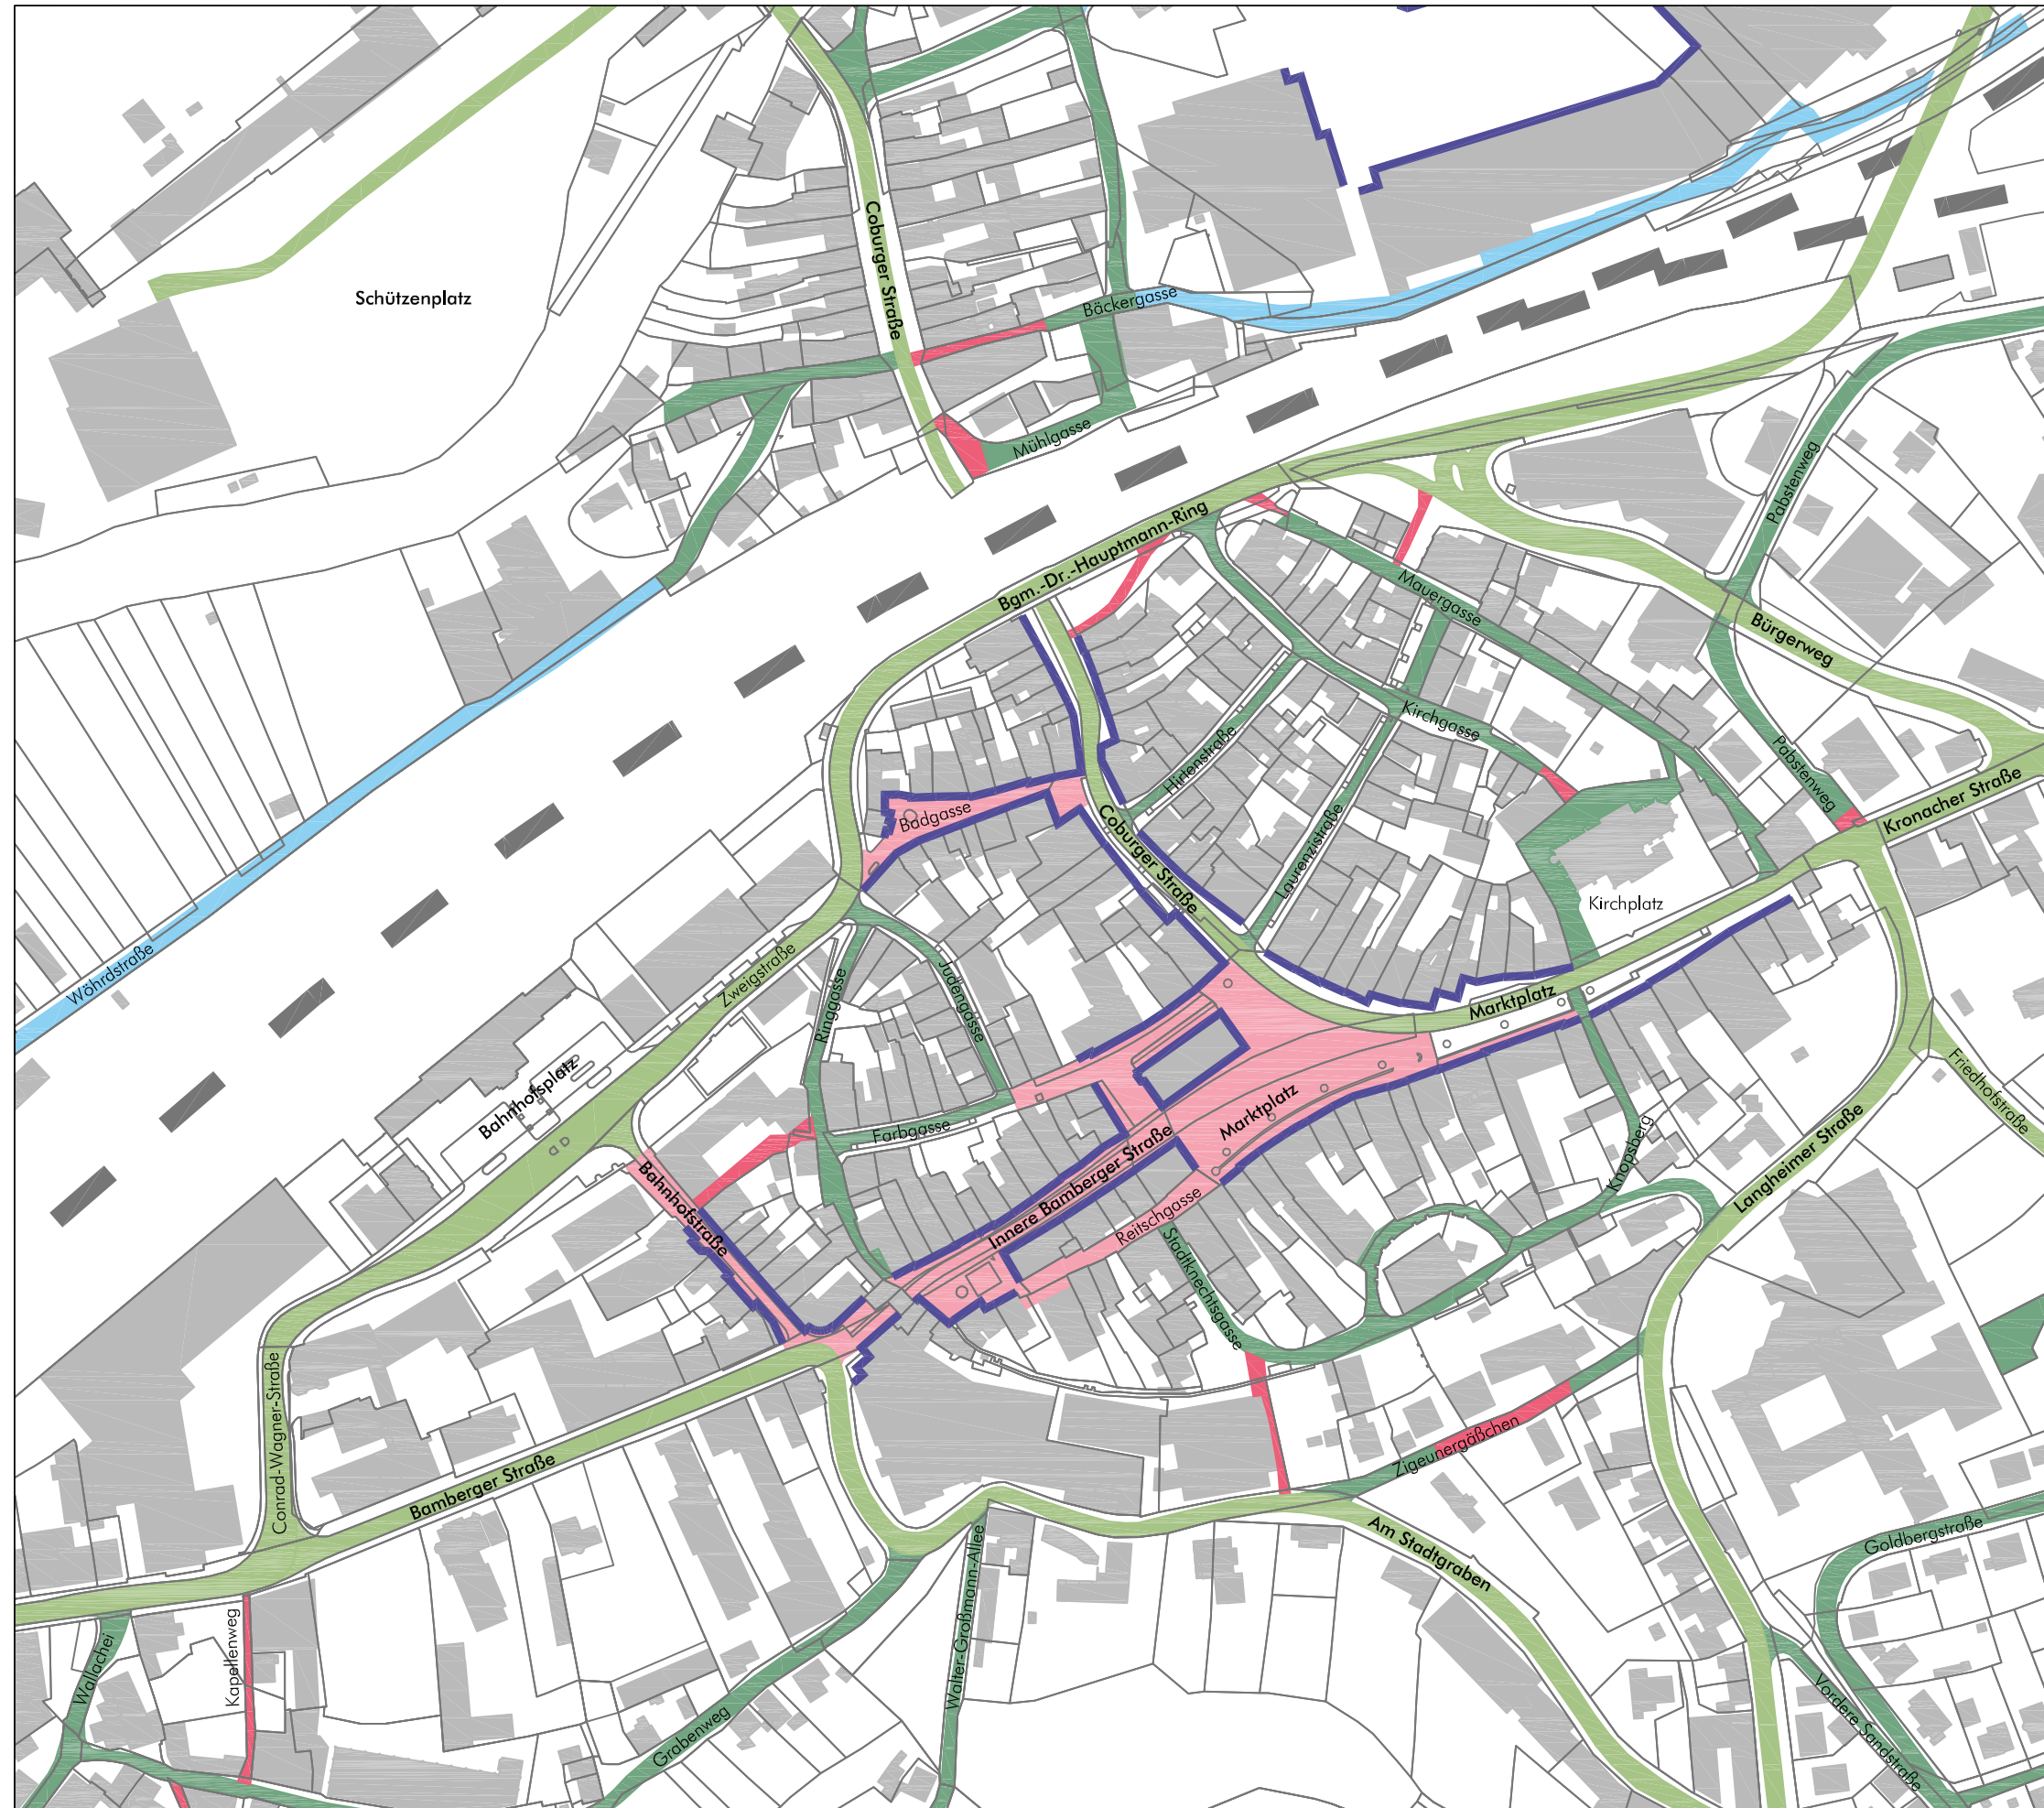 Coburger Straße
Schützenplatz
Bäckergasse
Mühlgasse
Pabstenweg
Bgm.-Dr.-Hauptmann-Ring
Mauergasse
Bürgerweg
Kirchgasse
Hirtenstraße
Pabstenweg
Kronacher Straße
Badgasse
Coburger Straße
Laurenzistraße
Kirchplatz
Wöhrdstraße
Zweigstraße
Judengasse
Ringgasse
Marktplatz
Bahnhofsplatz
Marktplatz
Friedhofstraße
Farbgasse
Knopsberg
Langheimer Straße
Bahnhofstraße
Innere Bamberger Straße
Reitschgasse
Stadtknechtsgasse
Conrad-Wagner-Straße
Bamberger Straße
Zigeunergäßchen
Am Stadtgraben
Goldbergstraße
Walter-Großmann-Allee
Wallachei
Kapellenweg
Grabenweg
Vordere Sandstraße